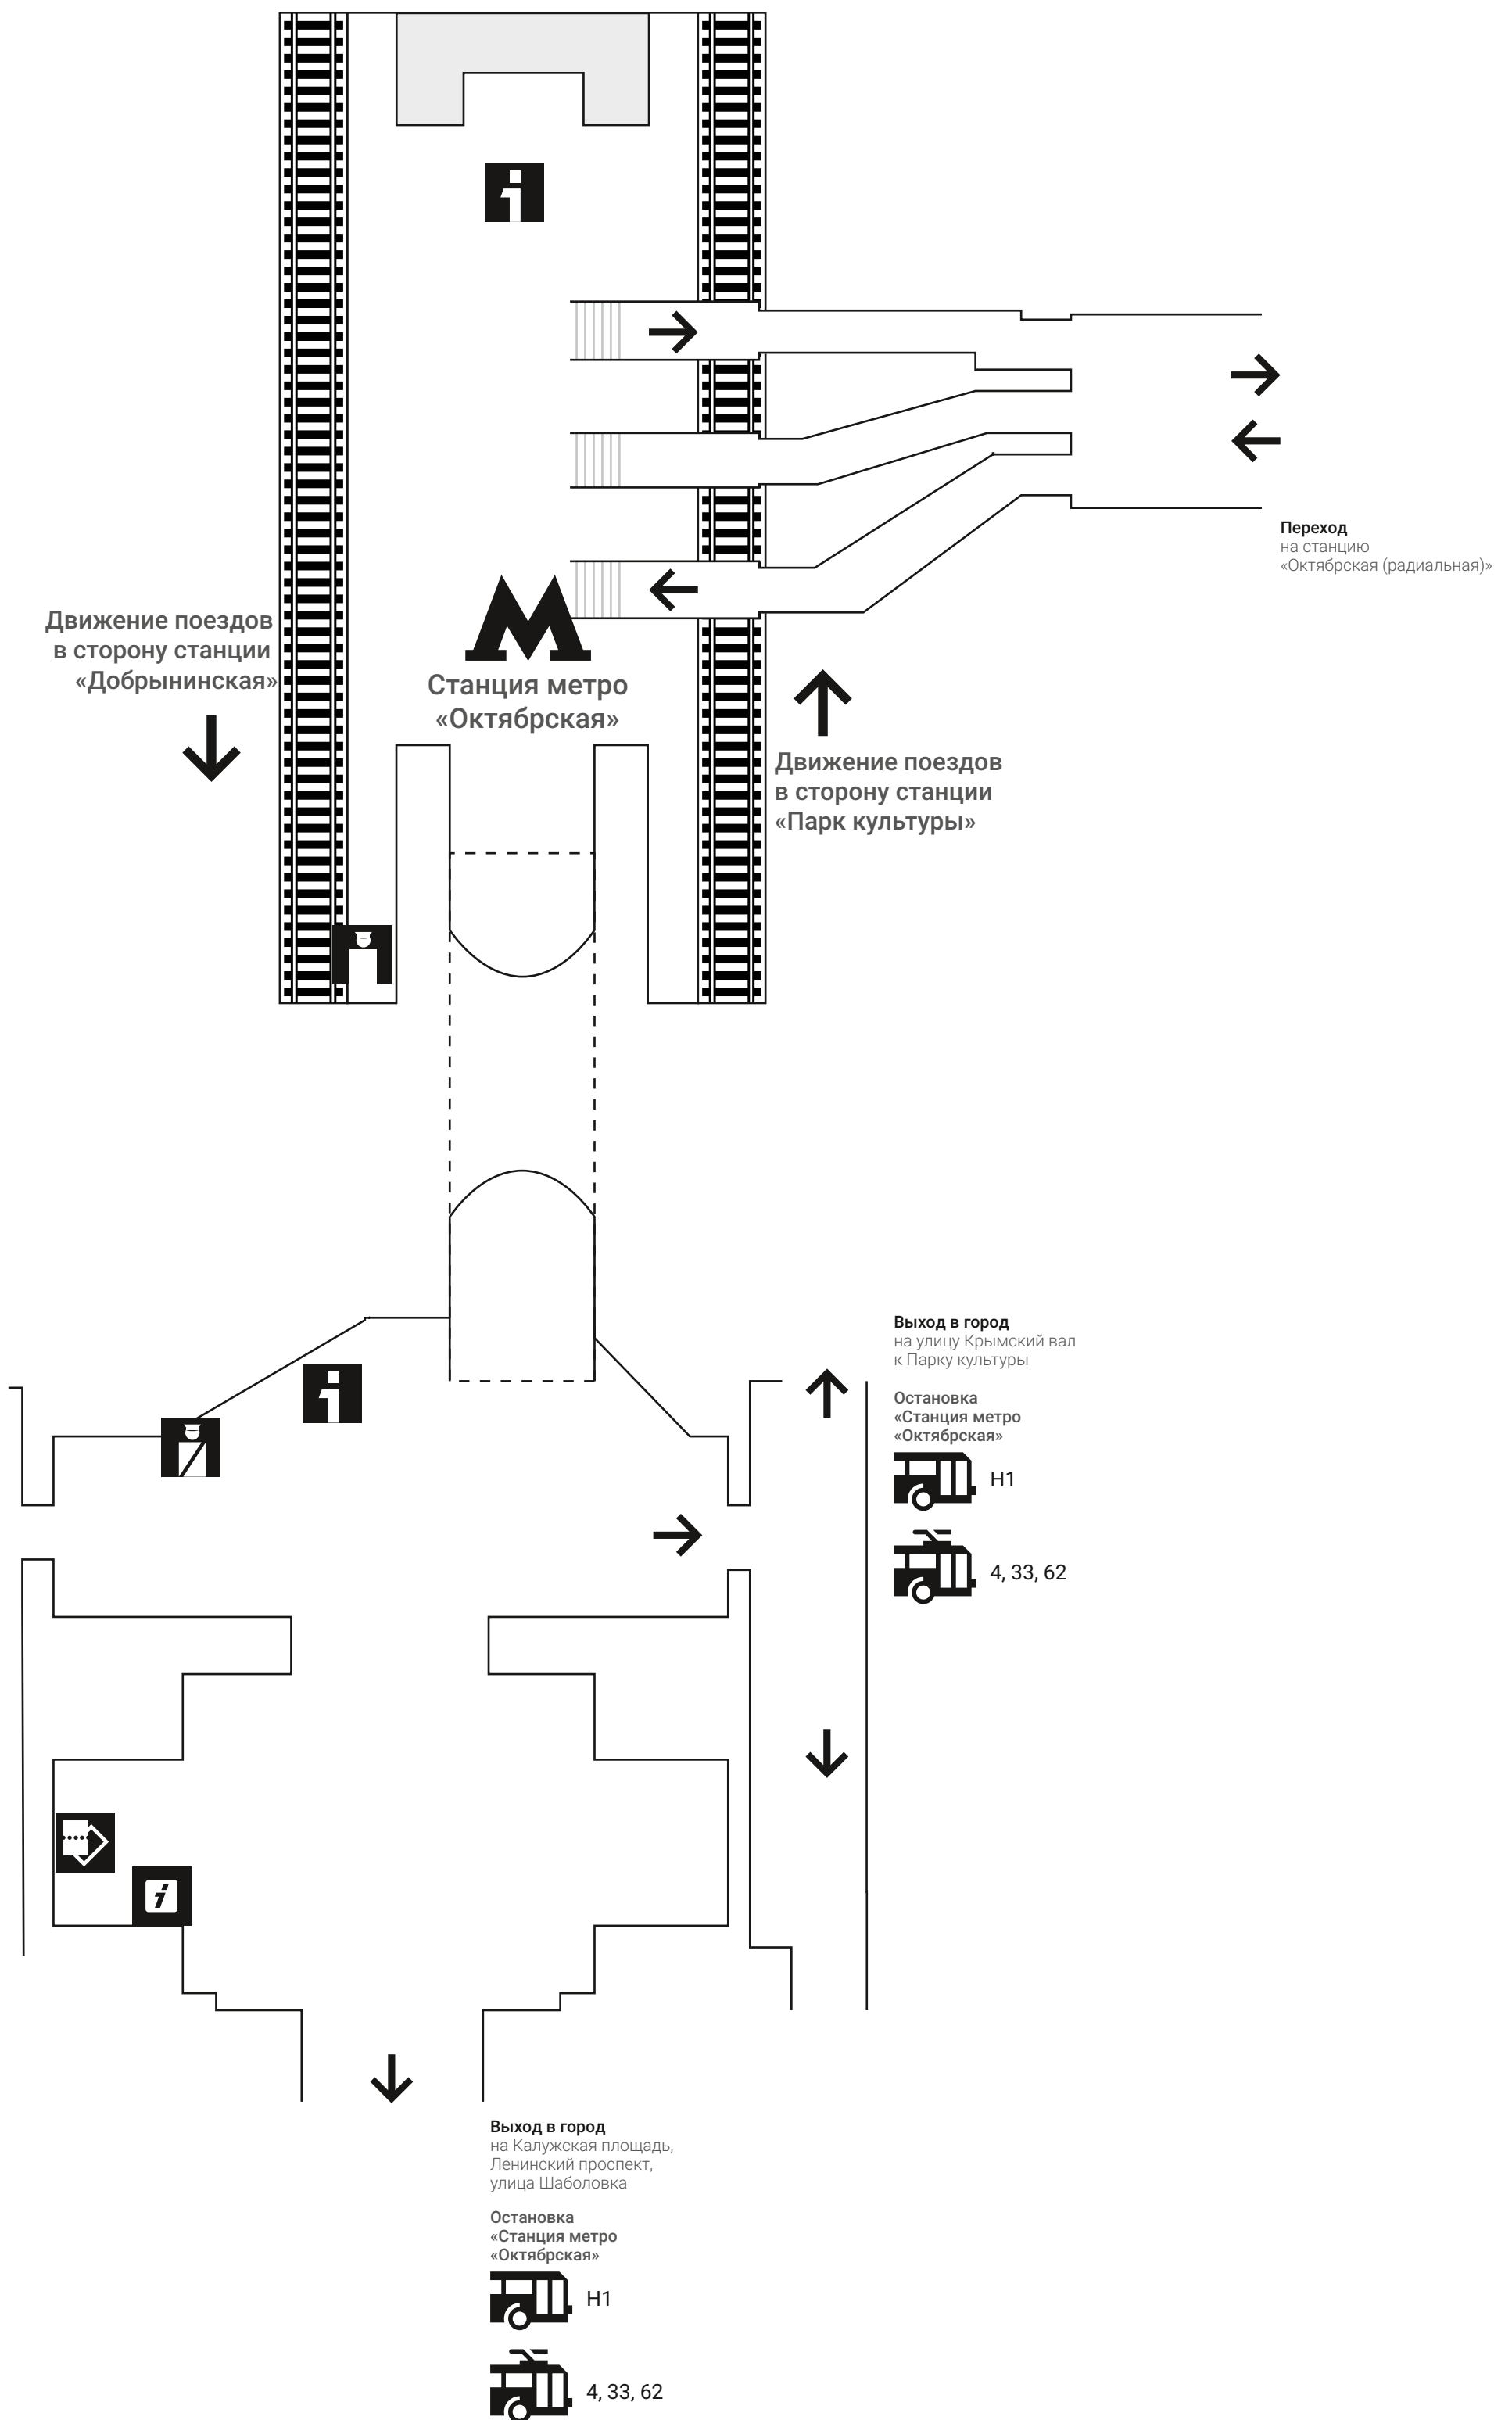 Переход
на станцию
«Октябрская (радиальная)»
Движение поездов
в сторону станции
«Добрынинская»
Станция метро
«Октябрская»
Движение поездов
в сторону станции
«Парк культуры»
Выход в город
на улицу Крымский вал
к Парку культуры
Остановка
«Станция метро
«Октябрская»
Н1
4, 33, 62
Выход в город
на Калужская площадь,
Ленинский проспект,
улица Шаболовка
Остановка
«Станция метро
«Октябрская»
Н1
4, 33, 62